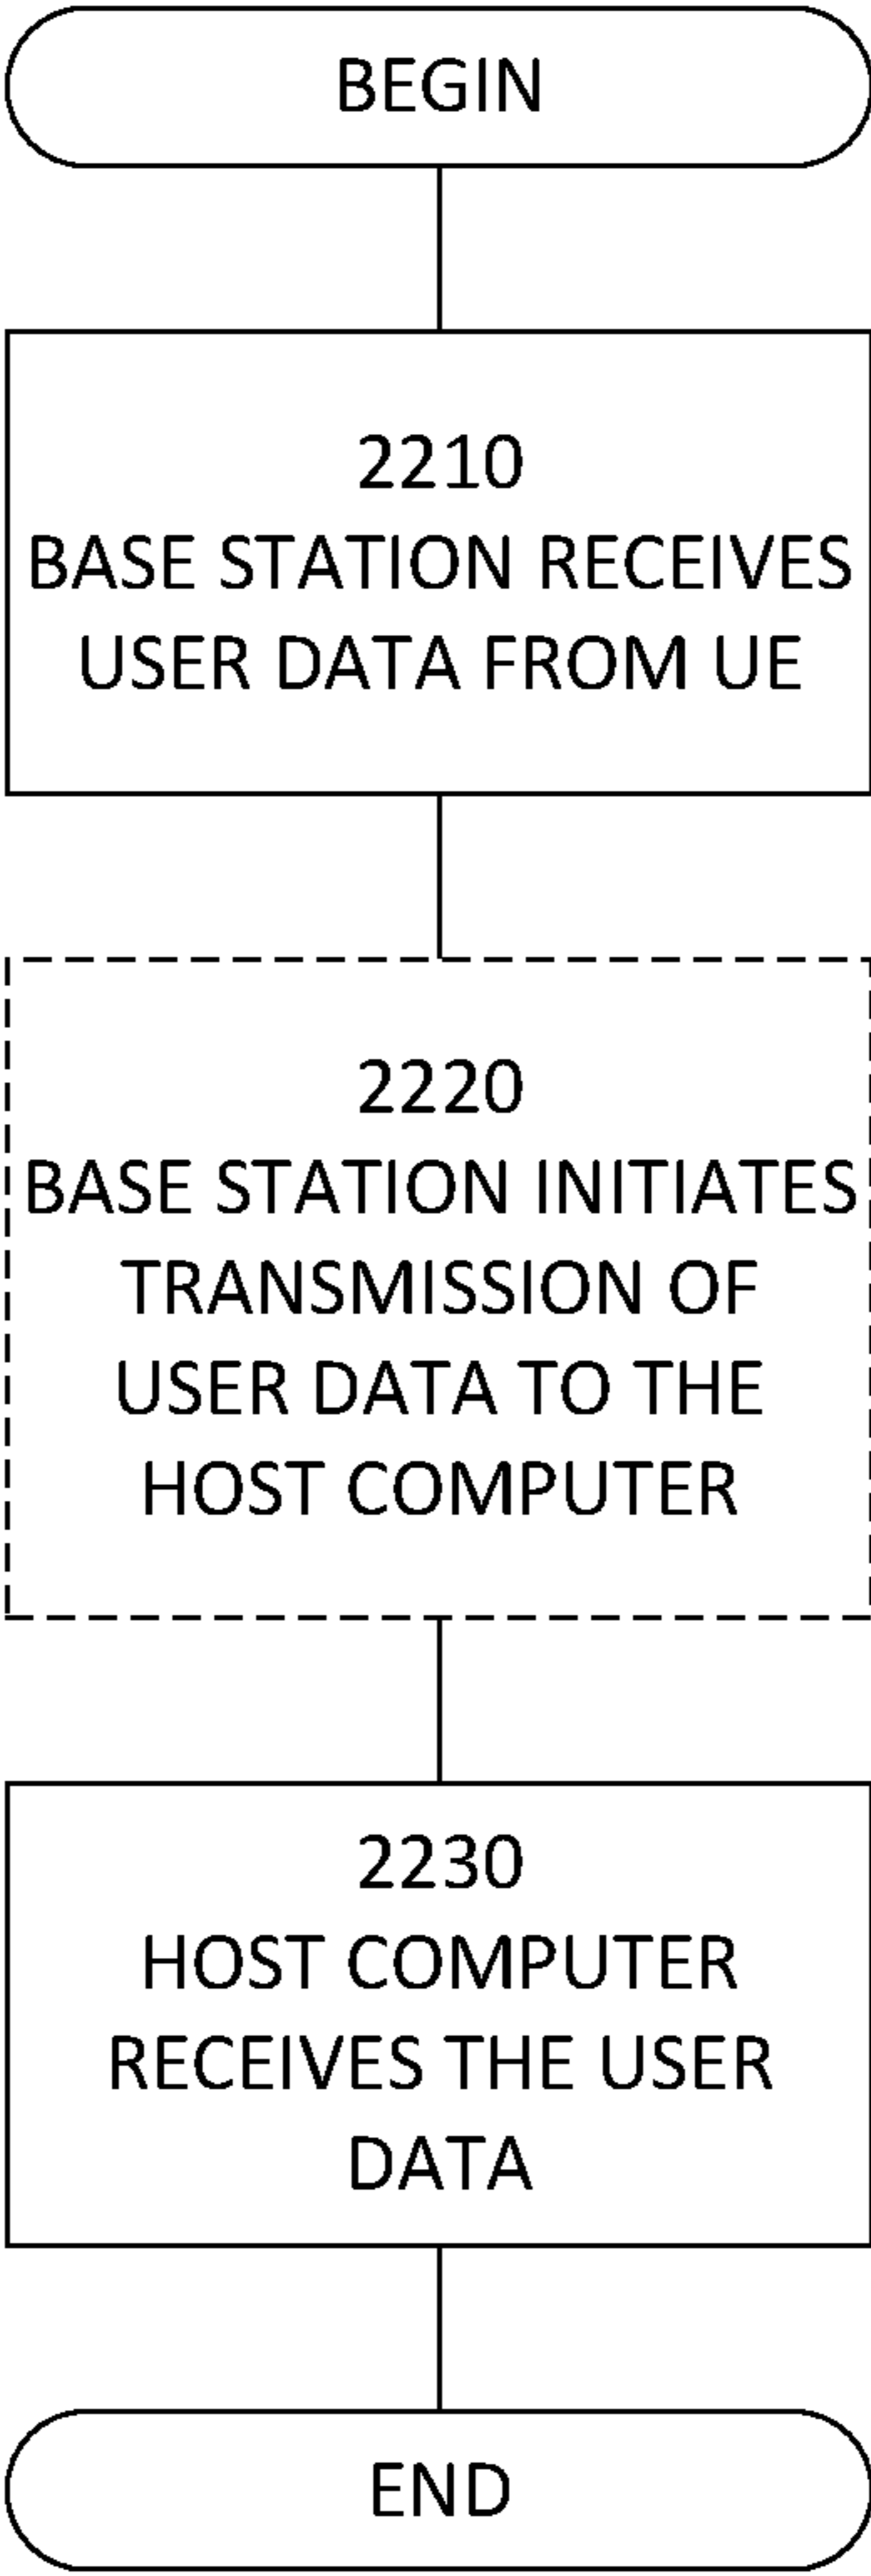 BEGIN
2210
BASE STATION RECEIVES
USER DATA FROM UE
2220
BASE STATION INITIATES
TRANSMISSION OF
USER DATA TO THE
HOST COMPUTER
2230
HOST COMPUTER
RECEIVES THE USER
DATA
END